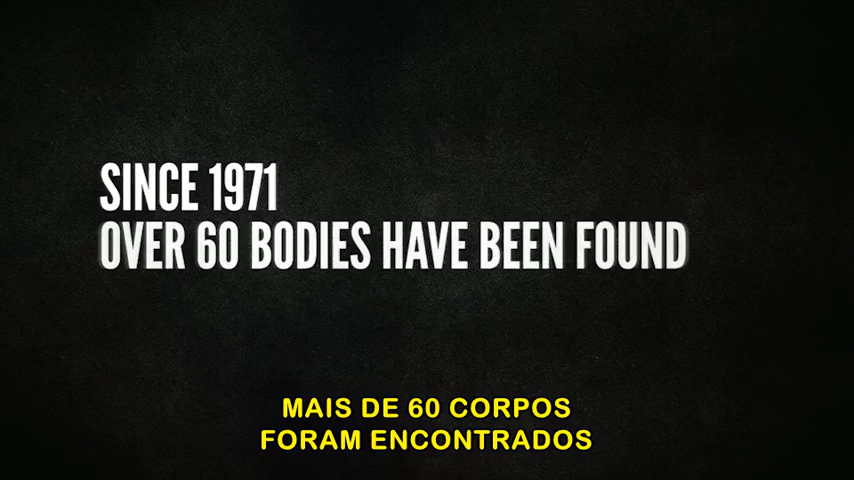 SINCE 1971
OVER 60 BODIES HAVE BEEN FOUND
MAIS DE 60 CORPOS
FORAM ENCONTRADOS